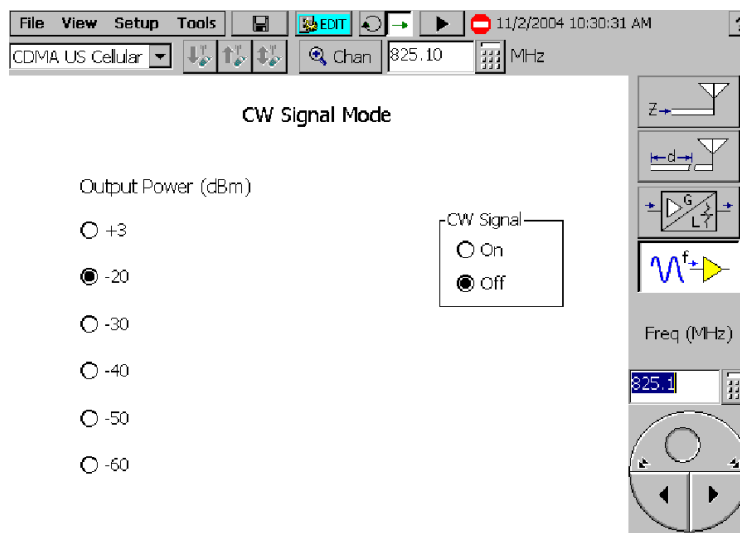 File View Setup Tools EDIT 11/2/2004 10:30:31 AM ?
CDMA US Cellular Chan 825.10 MHz
CW Signal Mode
Z
d
Output Power (dBm)
G
L
+3
CW Signal
On
-20
Off
f
-30
Freq (MHz)
-40
825.1
-50
-60